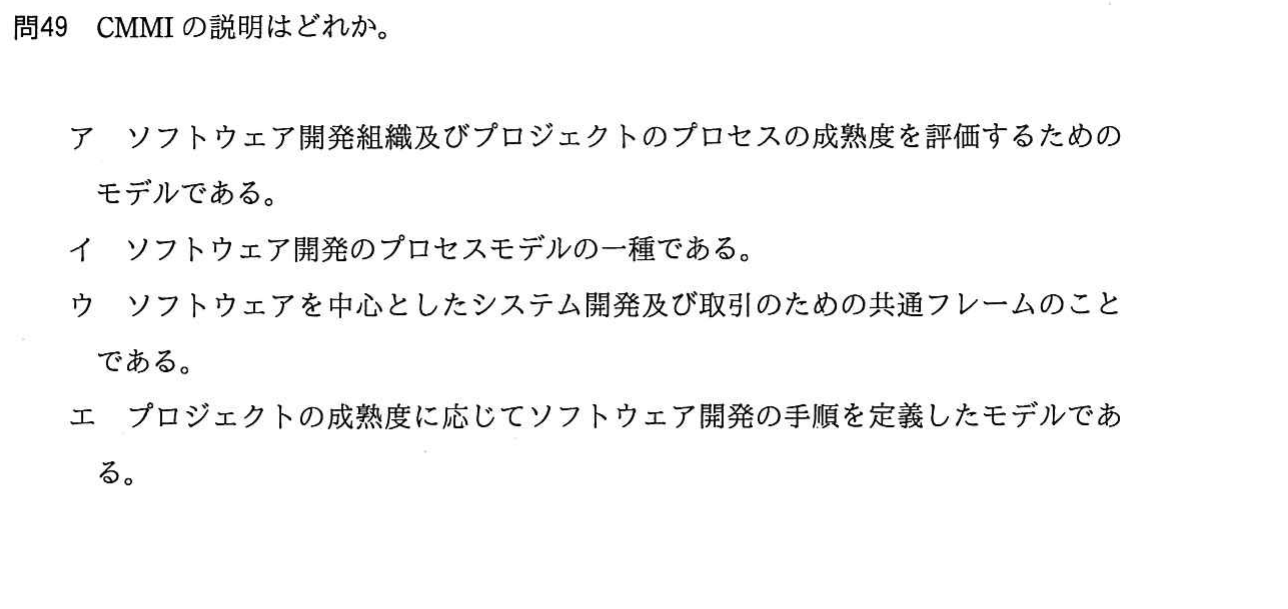 問49 CMMI の説明はどれか。
ア ソフトウェア開発組織及びプロジェクトのプロセスの成熟度を評価するための
モデルである。
イ ソフトウェア開発のプロセスモデルの一種である。
ウ ソフトウェアを中心としたシステム開発及び取引のための共通フレームのこと
である。
エ プロジェクトの成熟度に応じてソフトウェア開発の手順を定義したモデルであ
る。